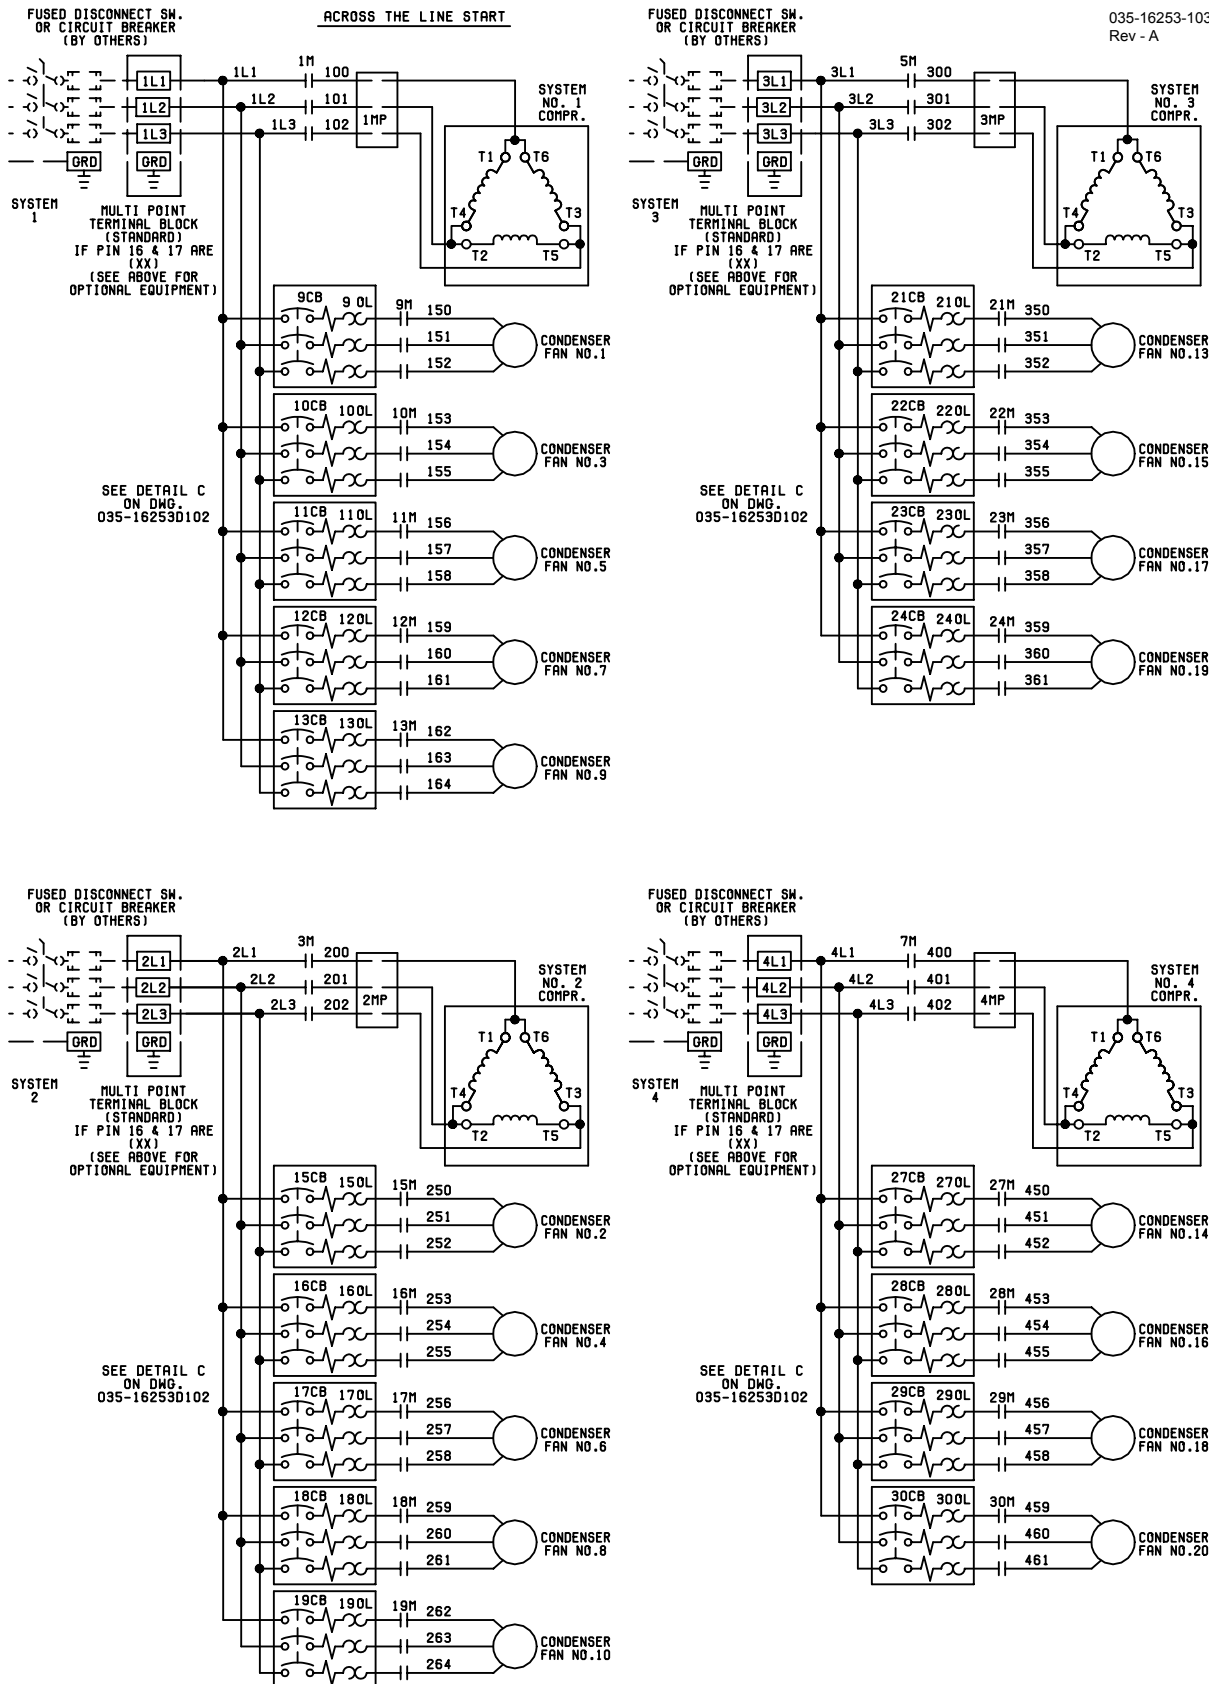 035-16253-103
Rev - A
ACROSS THE LINE START
FUSED DISCONNECT SW.
OR CIRCUIT BREAKER
(BY OTHERS)
1L1
1L2
1L3
GRD
GRD
1L1
1L2
1L3
1M
100
101
102
1MP
SYSTEM
NO. 1
COMPR.
T1
T6
T4
T3
T2
T5
SYSTEM
1
MULTI POINT
TERMINAL BLOCK
(STANDARD)
IF PIN 16 & 17 ARE
(XX)
(SEE ABOVE FOR
OPTIONAL EQUIPMENT)
9CB
9 OL
9M
150
151
152
CONDENSER
FAN NO.1
10CB
10OL
10M
153
154
155
CONDENSER
FAN NO.3
SEE DETAIL C
ON DWG.
035-16253D102
11CB
11OL
11M
156
157
158
CONDENSER
FAN NO.5
12CB
12OL
12M
159
160
161
CONDENSER
FAN NO.7
13CB
13OL
13M
162
163
164
CONDENSER
FAN NO.9
FUSED DISCONNECT SW.
OR CIRCUIT BREAKER
(BY OTHERS)
3L1
3L2
3L3
GRD
GRD
3L1
3L2
3L3
5M
300
301
302
3MP
SYSTEM
NO. 3
COMPR.
T1
T6
T4
T3
T2
T5
SYSTEM
3
MULTI POINT
TERMINAL BLOCK
(STANDARD)
IF PIN 16 & 17 ARE
(XX)
(SEE ABOVE FOR
OPTIONAL EQUIPMENT)
21CB
21OL
21M
350
351
352
CONDENSER
FAN NO.13
22CB
22OL
22M
353
354
355
CONDENSER
FAN NO.15
SEE DETAIL C
ON DWG.
035-16253D102
23CB
23OL
23M
356
357
358
CONDENSER
FAN NO.17
24CB
24OL
24M
359
360
361
CONDENSER
FAN NO.19
FUSED DISCONNECT SW.
OR CIRCUIT BREAKER
(BY OTHERS)
2L1
2L2
2L3
GRD
GRD
2L1
2L2
2L3
3M
200
201
202
2MP
SYSTEM
NO. 2
COMPR.
T1
T6
T4
T3
T2
T5
SYSTEM
2
MULTI POINT
TERMINAL BLOCK
(STANDARD)
IF PIN 16 & 17 ARE
(XX)
(SEE ABOVE FOR
OPTIONAL EQUIPMENT)
15CB
15OL
15M
250
251
252
CONDENSER
FAN NO.2
16CB
16OL
16M
253
254
255
CONDENSER
FAN NO.4
SEE DETAIL C
ON DWG.
035-16253D102
17CB
17OL
17M
256
257
258
CONDENSER
FAN NO.6
18CB
18OL
18M
259
260
261
CONDENSER
FAN NO.8
19CB
19OL
19M
262
263
264
CONDENSER
FAN NO.10
FUSED DISCONNECT SW.
OR CIRCUIT BREAKER
(BY OTHERS)
4L1
4L2
4L3
GRD
GRD
4L1
4L2
4L3
7M
400
401
402
4MP
SYSTEM
NO. 4
COMPR.
T1
T6
T4
T3
T2
T5
SYSTEM
4
MULTI POINT
TERMINAL BLOCK
(STANDARD)
IF PIN 16 & 17 ARE
(XX)
(SEE ABOVE FOR
OPTIONAL EQUIPMENT)
27CB
27OL
27M
450
451
452
CONDENSER
FAN NO.14
28CB
28OL
28M
453
454
455
CONDENSER
FAN NO.16
SEE DETAIL C
ON DWG.
035-16253D102
29CB
29OL
29M
456
457
458
CONDENSER
FAN NO.18
30CB
30OL
30M
459
460
461
CONDENSER
FAN NO.20